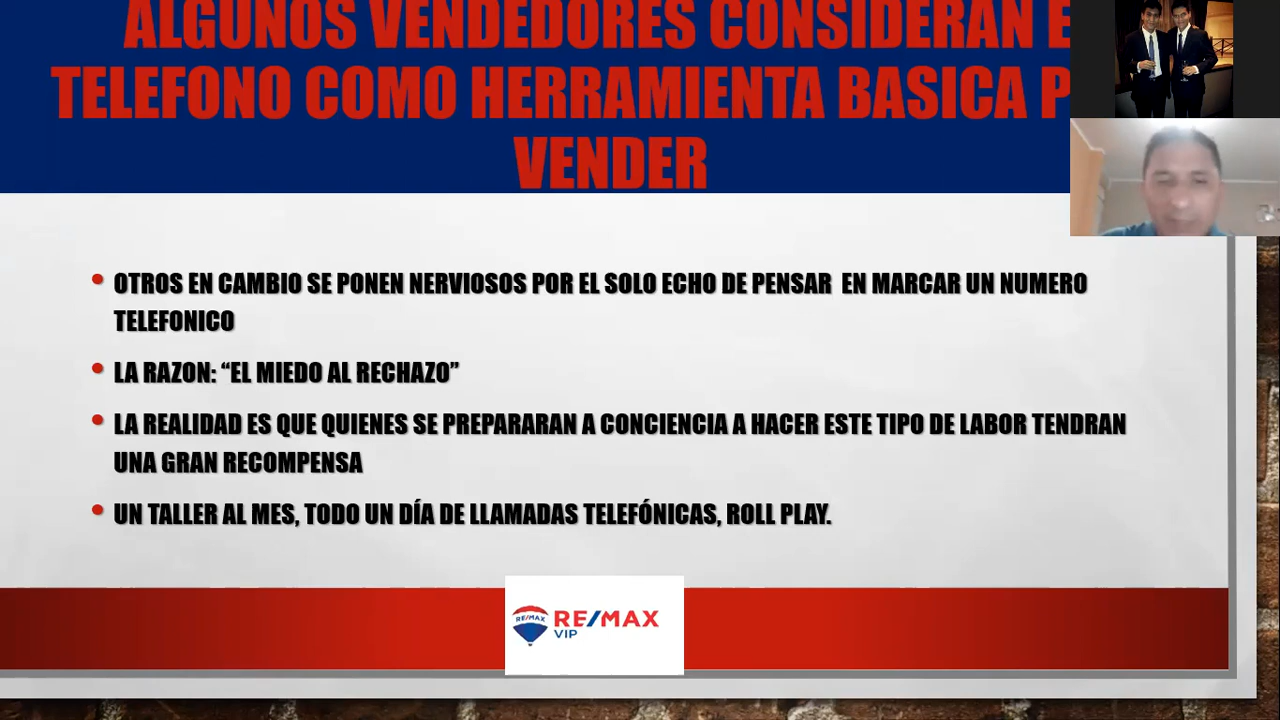 ALGUNOS VENDEDORES CONSIDERAN
TELEFONO COMO HERRAMIENTA BASICA
VENDER
• OTROS EN CAMBIO SE PONEN NERVIOSOS POR EL SOLO ECHO DE PENSAR EN MARCAR UN NUMERO
TELEFONICO
• LA RAZON: “EL MIEDO AL RECHAZO”
• LA REALIDAD ES QUE QUIENES SE PREPARARAN A CONCIENCIA A HACER ESTE TIPO DE LABOR TENDRAN
UNA GRAN RECOMPENSA
• UN TALLER AL MES, TODO UN DÍA DE LLAMADAS TELEFÓNICAS, ROLL PLAY.
RE/MAX
RE/MAX
VIP